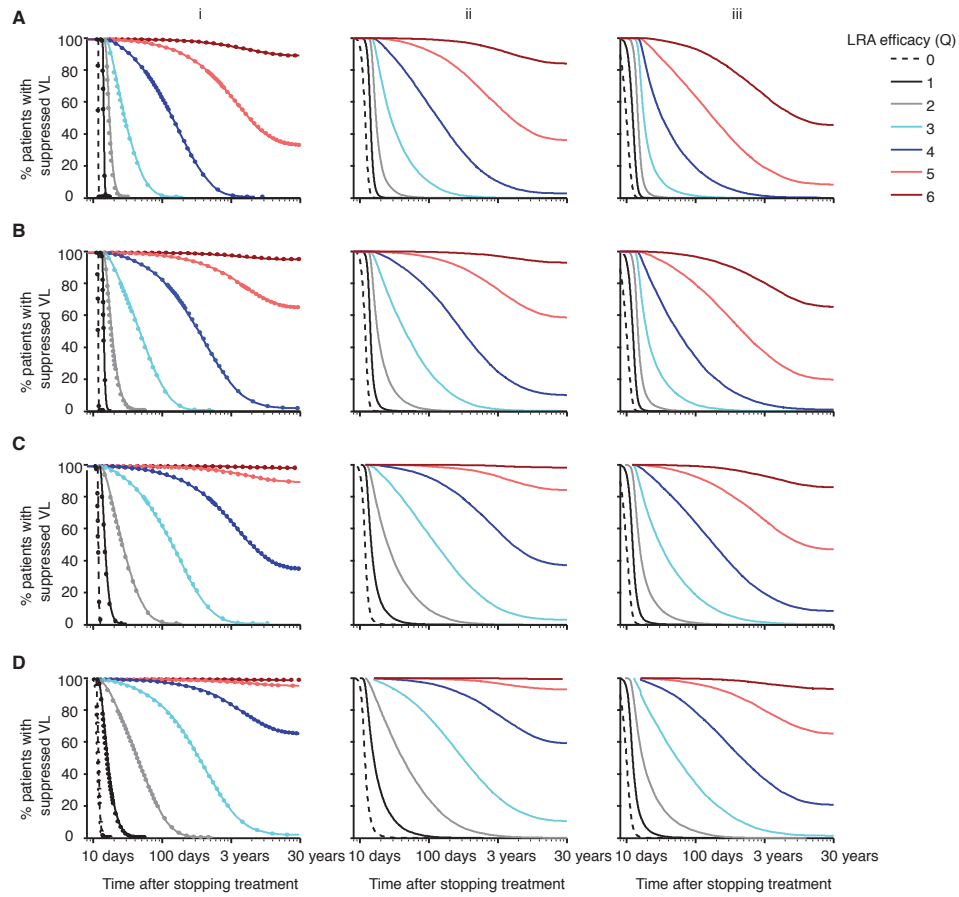 A
i
ii
iii
LRA efficacy (Q)
0
1
2
3
4
5
6
% patients with
suppressed VL
100
80
60
40
20
0
B
% patients with
suppressed VL
100
80
60
40
20
0
C
% patients with
suppressed VL
100
80
60
40
20
0
D
% patients with
suppressed VL
100
80
60
40
20
0
10 days 100 days 3 years 30 years
10 days 100 days 3 years 30 years
10 days 100 days 3 years 30 years
Time after stopping treatment
Time after stopping treatment
Time after stopping treatment